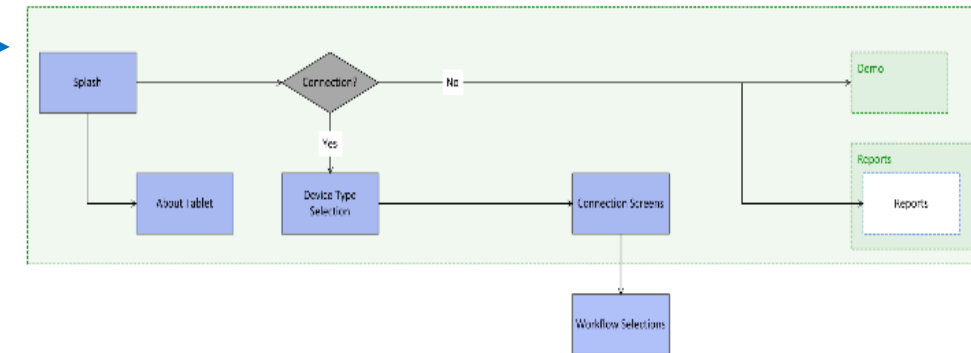 Splash
Connection?
No
Demo
Yes
Reports
About Tablet
Device Type
Selection
Connection Screens
Reports
Workflow Selections